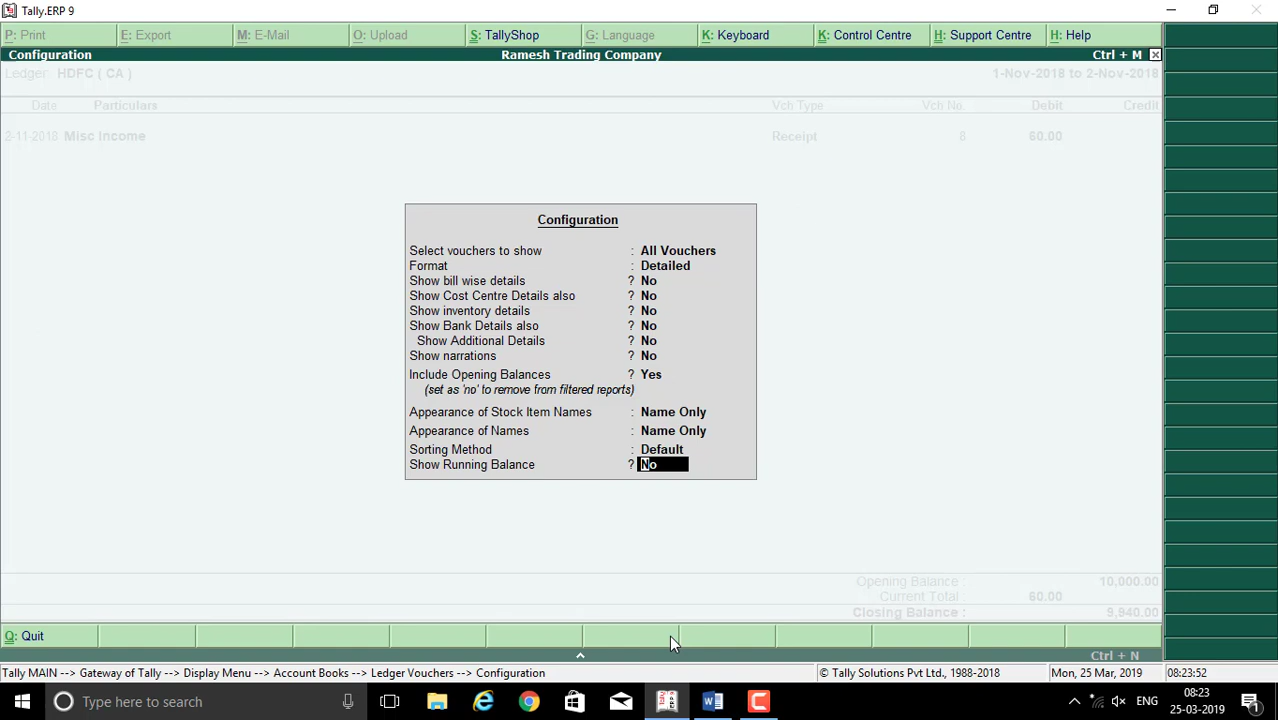 Tally.ERP 9
P: Print E: Export M: E-Mail O: Upload S: TallyShop G: Language K: Keyboard K: Control Centre H: Support Centre H: Help
Configuration Ramesh Trading Company Ctrl + M
Ledger: HDFC ( CA ) 1-Nov-2018 to 2-Nov-2018
Date Particulars Vch Type Vch No. Debit Credit
2-11-2018 Misc Income Receipt 8 60.00
Configuration
Select vouchers to show : All Vouchers
Format : Detailed
Show bill wise details ? No
Show Cost Centre Details also ? No
Show inventory details ? No
Show Bank Details also ? No
Show Additional Details ? No
Show narrations ? No
Include Opening Balances ? Yes
(set as 'no' to remove from filtered reports)
Appearance of Stock Item Names : Name Only
Appearance of Names : Name Only
Sorting Method : Default
Show Running Balance ? No
Opening Balance : 10,000.00
Current Total 60.00
Closing Balance : 9,940.00
Q: Quit
Ctrl + N
Tally MAIN --> Gateway of Tally --> Display Menu --> Account Books --> Ledger Vouchers --> Configuration © Tally Solutions Pvt Ltd., 1988-2018 Mon, 25 Mar, 2019 08:23:52
Type here to search ENG 08:23
25-03-2019 1